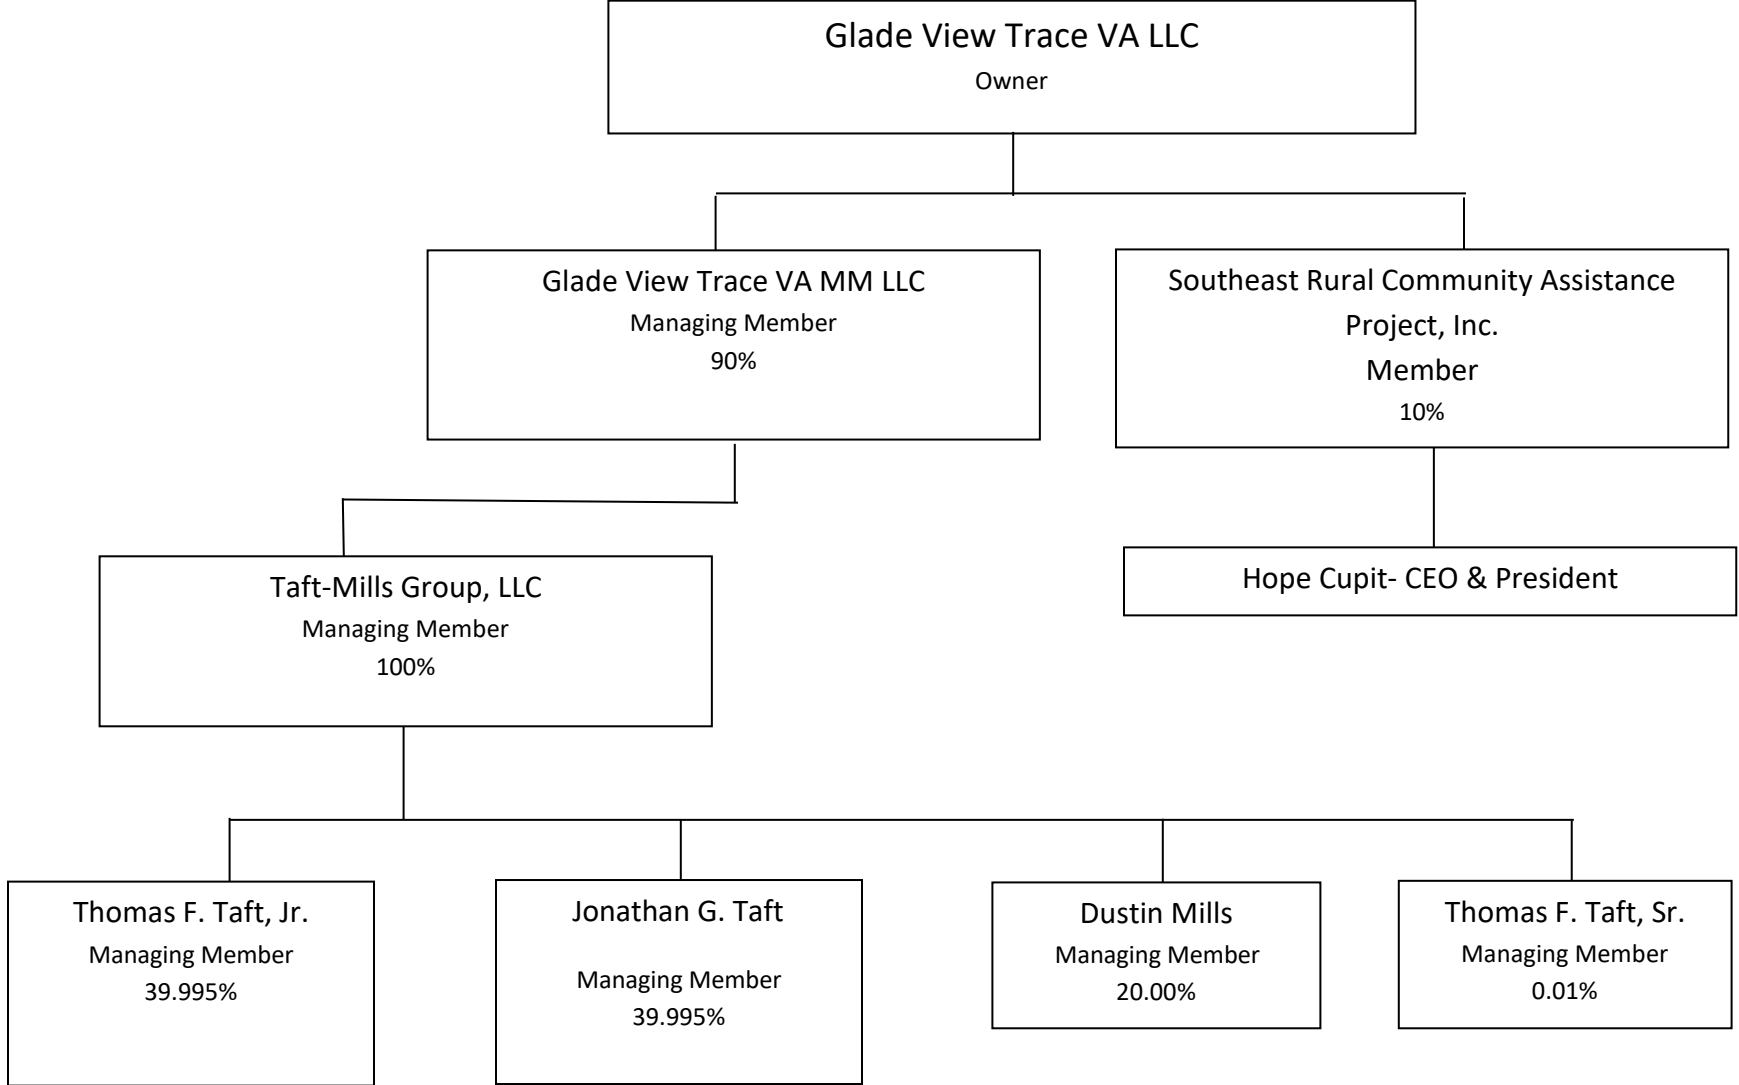 Glade View Trace VA LLC
Owner
Glade View Trace VA MM LLC
Managing Member
90%
Southeast Rural Community Assistance
Project, Inc.
Member
10%
Taft-Mills Group, LLC
Managing Member
100%
Hope Cupit- CEO & President
Thomas F. Taft, Jr.
Managing Member
39.995%
Jonathan G. Taft
Managing Member
39.995%
Dustin Mills
Managing Member
20.00%
Thomas F. Taft, Sr.
Managing Member
0.01%